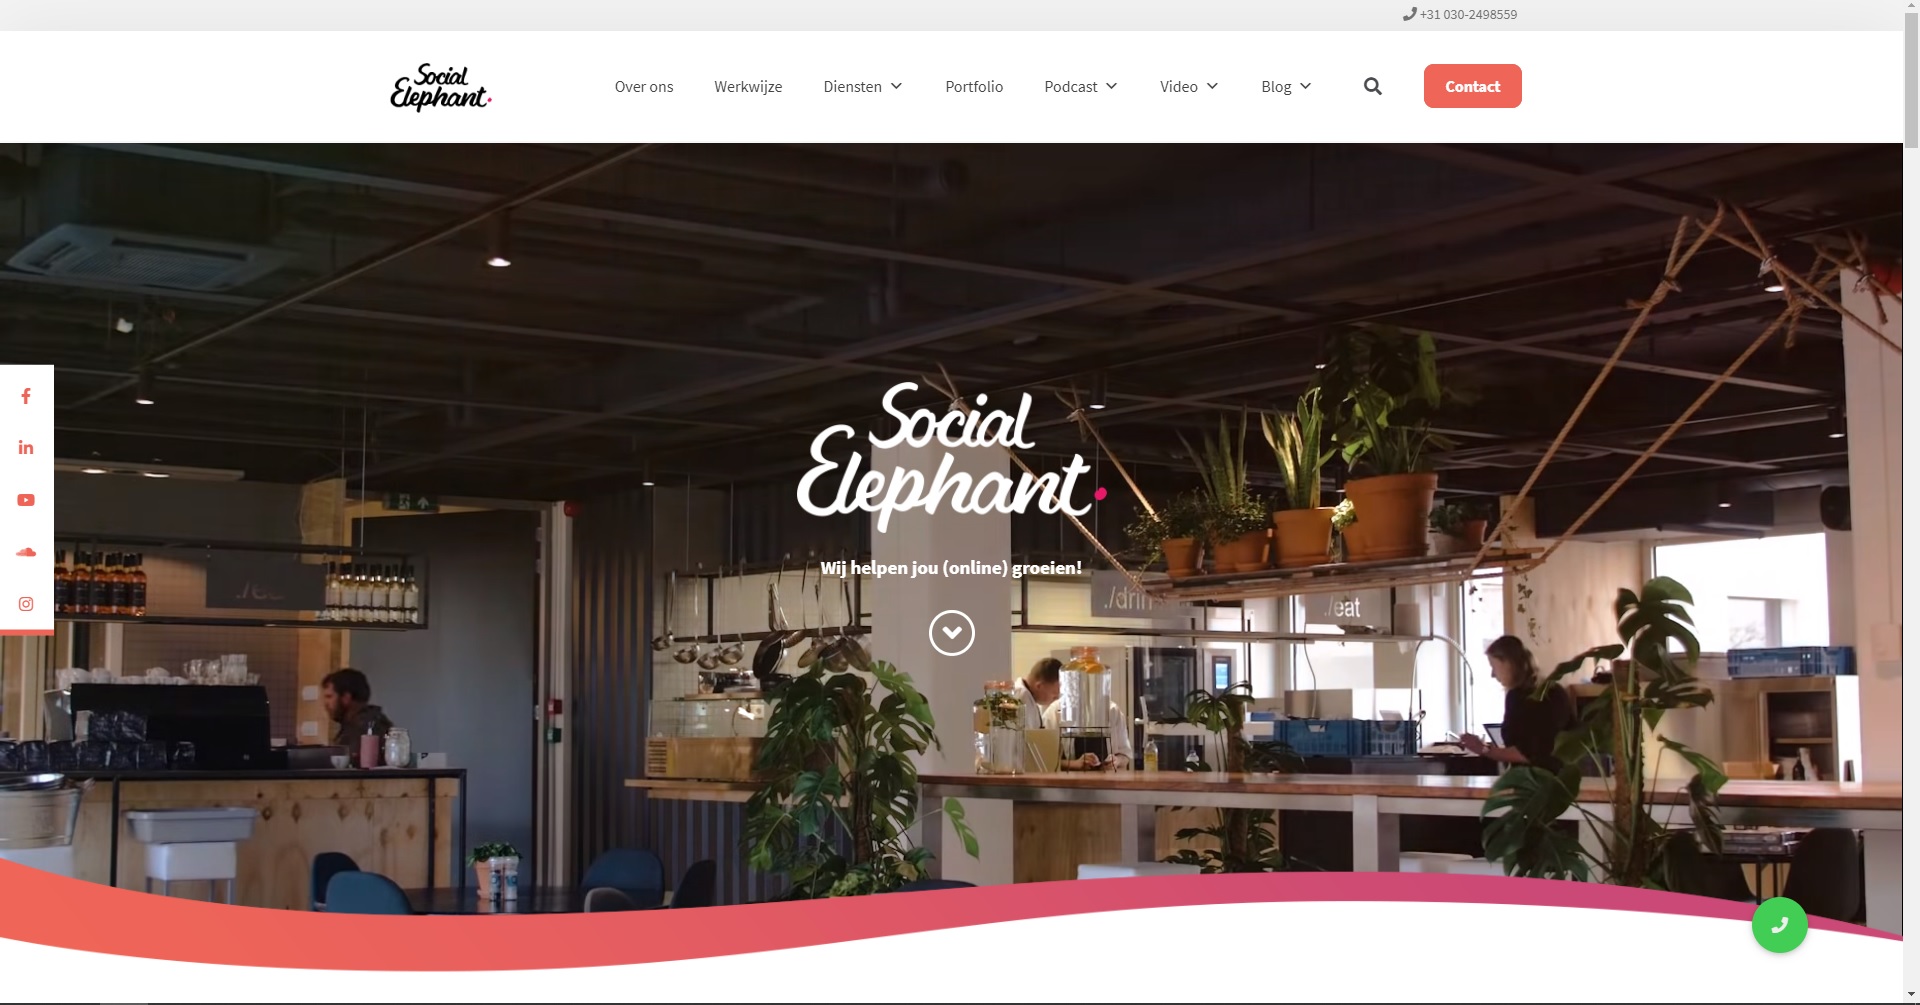 +31 030-2498559
Social
Elephant.
Over ons
Werkwijze
Diensten
Portfolio
Podcast
Video
Blog
Contact
Social
Elephant.
Wij helpen jou (online) groeien!
./drin
./eat